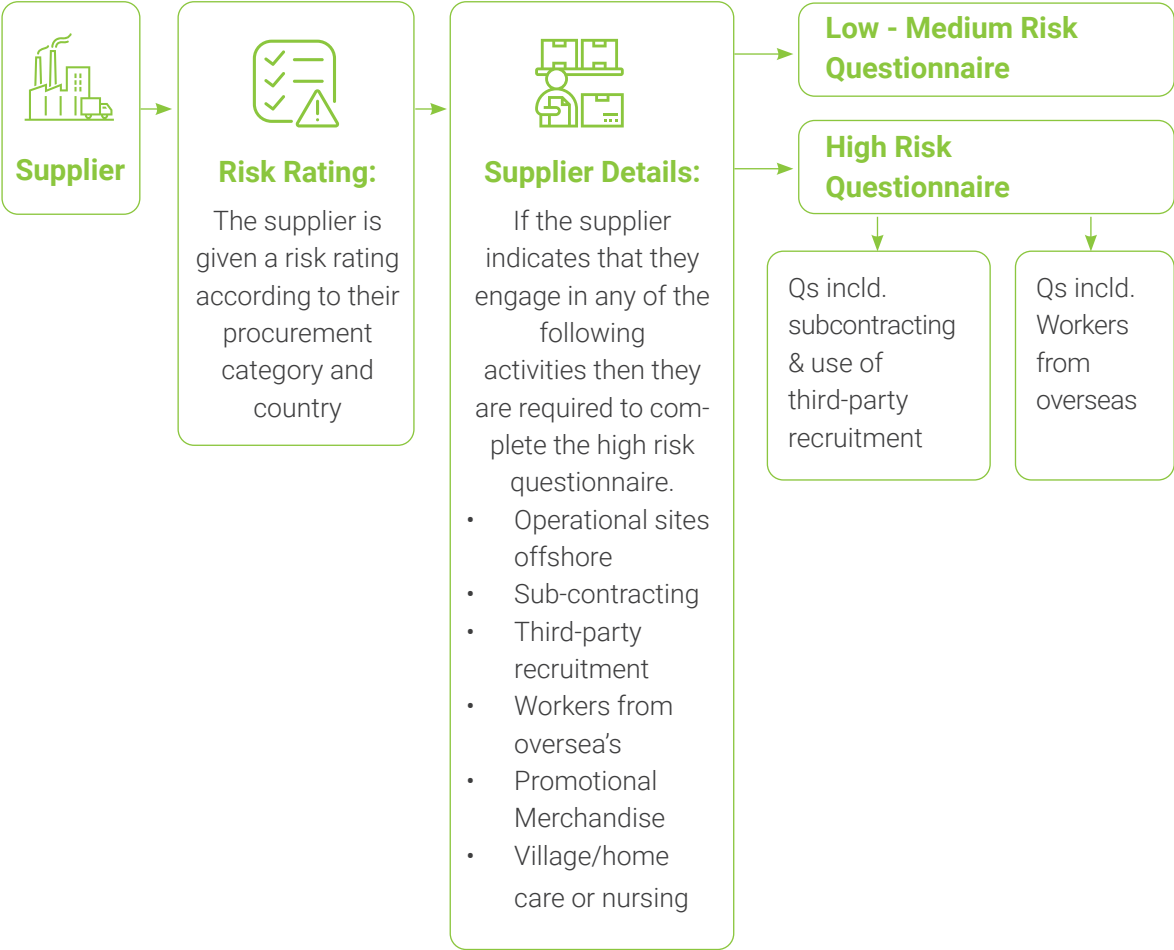 Supplier
Risk Rating:
The supplier is
given a risk rating
according to their
procurement
category and
country
Supplier Details:
If the supplier
indicates that they
engage in any of the
following
activities then they
are required to com-
plete the high risk
questionnaire.
• Operational sites
offshore
• Sub-contracting
• Third-party
recruitment
• Workers from
oversea’s
• Promotional
Merchandise
• Village/home
care or nursing
Low - Medium Risk
Questionnaire
High Risk
Questionnaire
Qs incld.
subcontracting
& use of
third-party
recruitment
Qs incld.
Workers
from
overseas